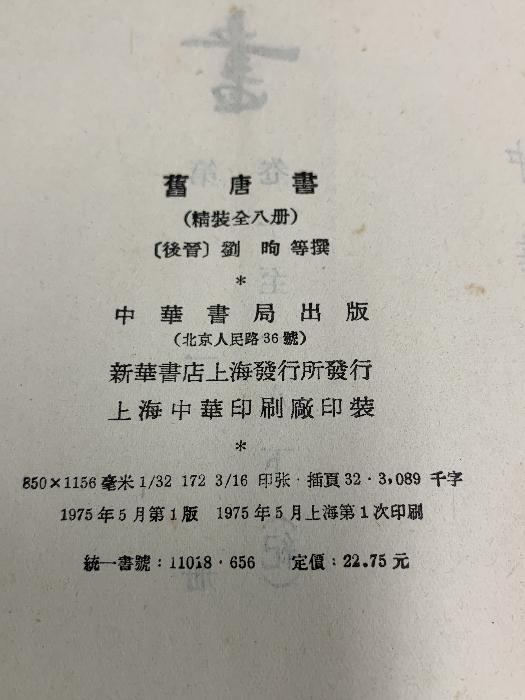 舊唐書
(精裝全八册)
〔後晉〕劉昫等撰
*
中華書局出版
(北京人民路36號)
新華書店上海發行所發行
上海中華印刷廠印裝
*
850×1156毫米1/32 172 3/16 印张·插頁32·3,089 千字
1975年5月第1版 1975年5月上海第1次印刷
統一書號:11018·656 定價:22.75元